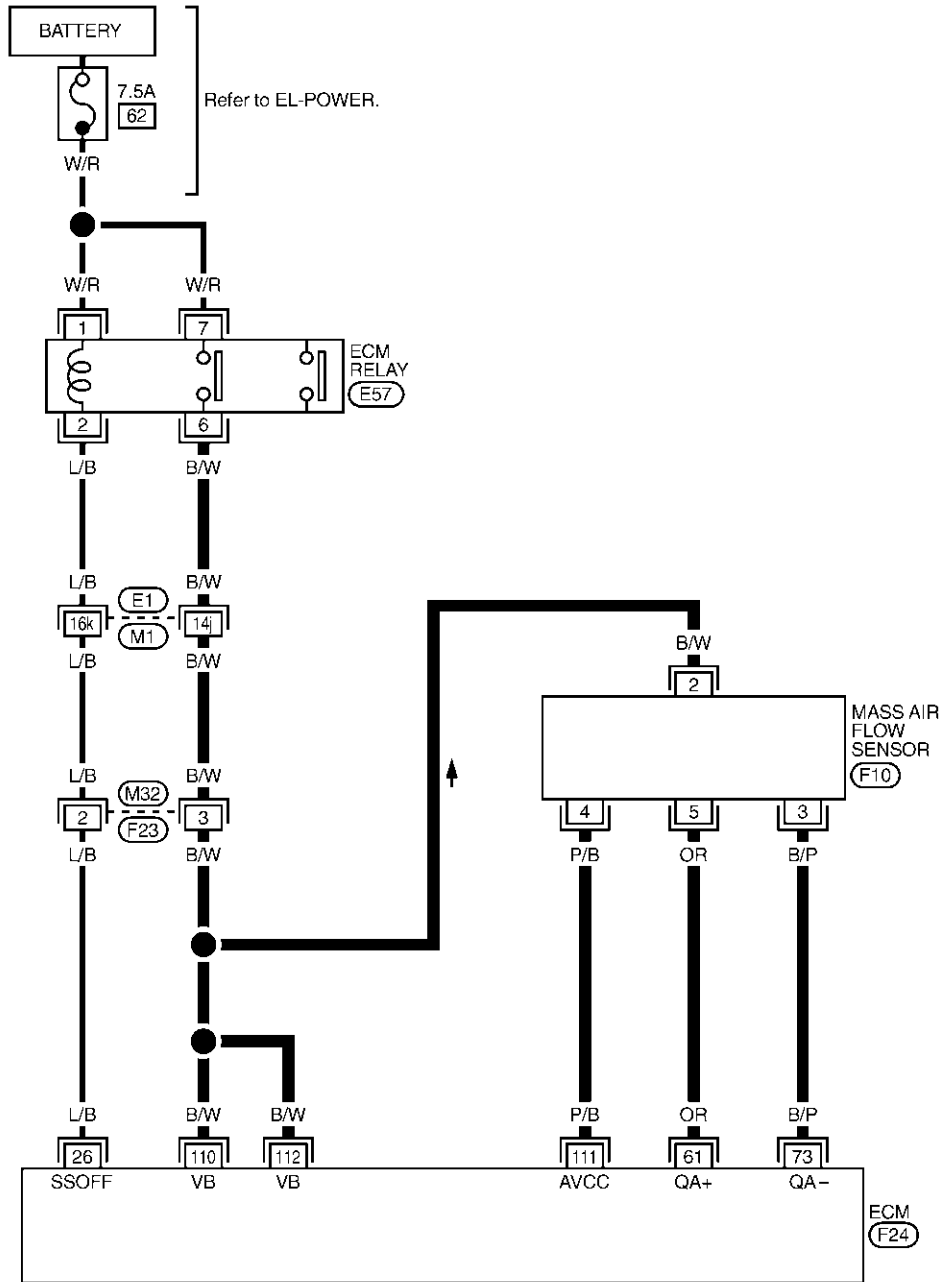 BATTERY
7.5A
62
Refer to EL-POWER.
W/R
W/R
W/R
1
7
ECM
RELAY
E57
2
6
L/B
B/W
L/B
B/W
E1
16k
14j
M1
L/B
B/W
B/W
2
MASS AIR
FLOW
SENSOR
F10
L/B
B/W
M32
2
3
F23
4
5
3
L/B
B/W
P/B
OR
B/P
L/B
B/W
B/W
P/B
OR
B/P
26
110
112
111
61
73
SSOFF
VB
VB
AVCC
QA+
QA−
ECM
F24